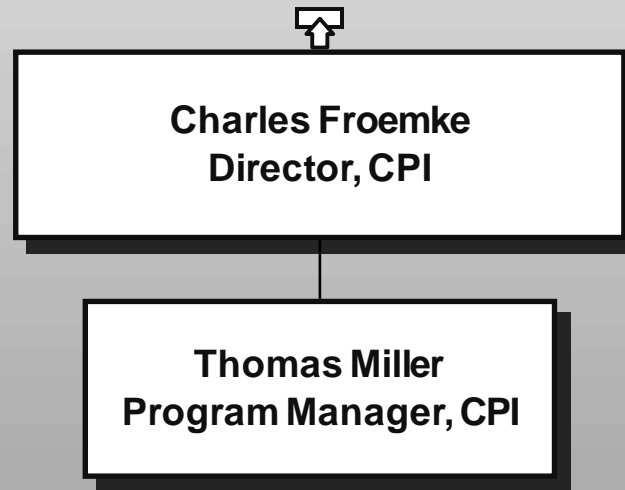 Charles Froemke
Director, CPI
Thomas Miller
Program Manager, CPI